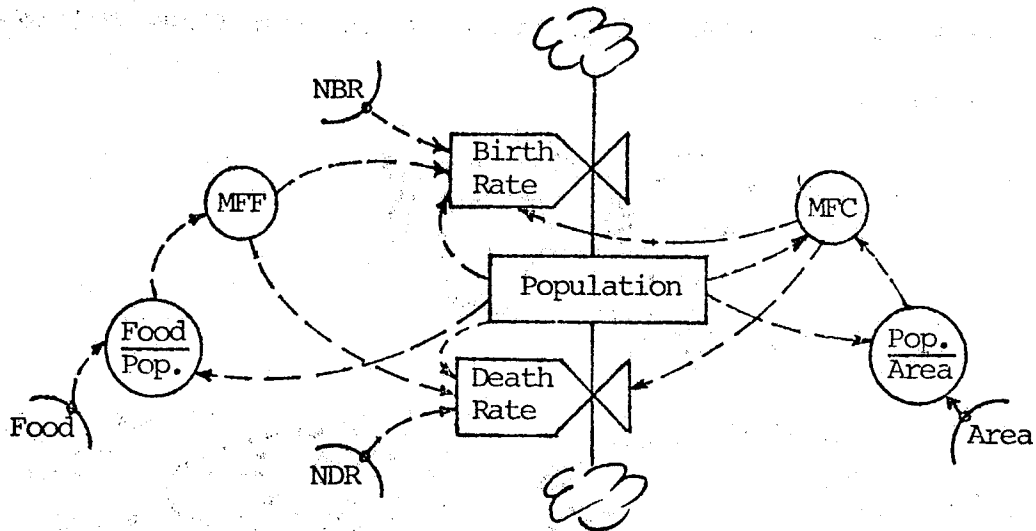 NBR
Birth
Rate
MFF
MFC
Population
Food
Pop.
Pop.
Area
Death
Rate
Food
Area
NDR